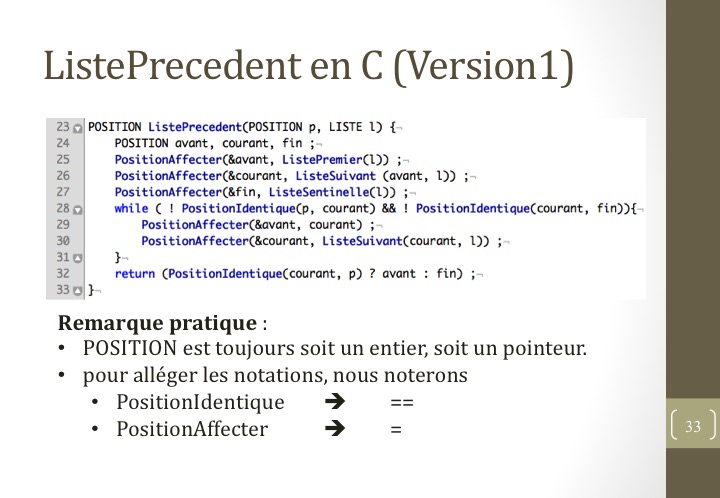 ListePrecedent en C (Version1)
23 POSITION ListePrecedent(POSITION p, LISTE l) {¬
24 POSITION avant, courant, fin ;¬
25 PositionAffecter(&avant, ListePremier(l)) ;¬
26 PositionAffecter(&courant, ListeSuivant (avant, l)) ;¬
27 PositionAffecter(&fin, ListeSentinelle(l)) ;¬
28 while ( ! PositionIdentique(p, courant) && ! PositionIdentique(courant, fin)){¬
29 PositionAffecter(&avant, courant) ;¬
30 PositionAffecter(&courant, ListeSuivant(courant, l)) ;¬
31 }¬
32 return (PositionIdentique(courant, p) ? avant : fin) ;¬
33 }¬
Remarque pratique :
• POSITION est toujours soit un entier, soit un pointeur.
• pour alléger les notations, nous noterons
• PositionIdentique ➔ ==
• PositionAffecter ➔ =
33